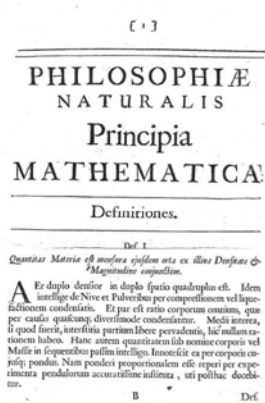 [ 1 ]
PHILOSOPHIÆ
NATURALIS
Principia
MATHEMATICA
Definitiones.
Def. I.
Quantitas Materiæ est mensura ejusdem orta ex illius Densitate &
Magnitudine conjunctim.
AEr duplo densior in duplo spatio quadruplus est. Idem
intellige de Nive et Pulveribus per compressionem vel lique-
factionem condensatis. Et par est ratio corporum omnium, quæ
per causas quascunq; diversimode condensantur. Medii interea,
si quod fuerit, interstitia partium libere pervadentis, hic nullam ra-
tionem habeo. Hanc autem quantitatem sub nomine corporis vel
Massæ in sequentibus passim intelligo. Innotescit ea per corporis cu-
jusq; pondus. Nam ponderi proportionalem esse reperi per expe-
rimenta pendulorum accuratissime instituta, uti posthac docebi-
tur.
B
Def.